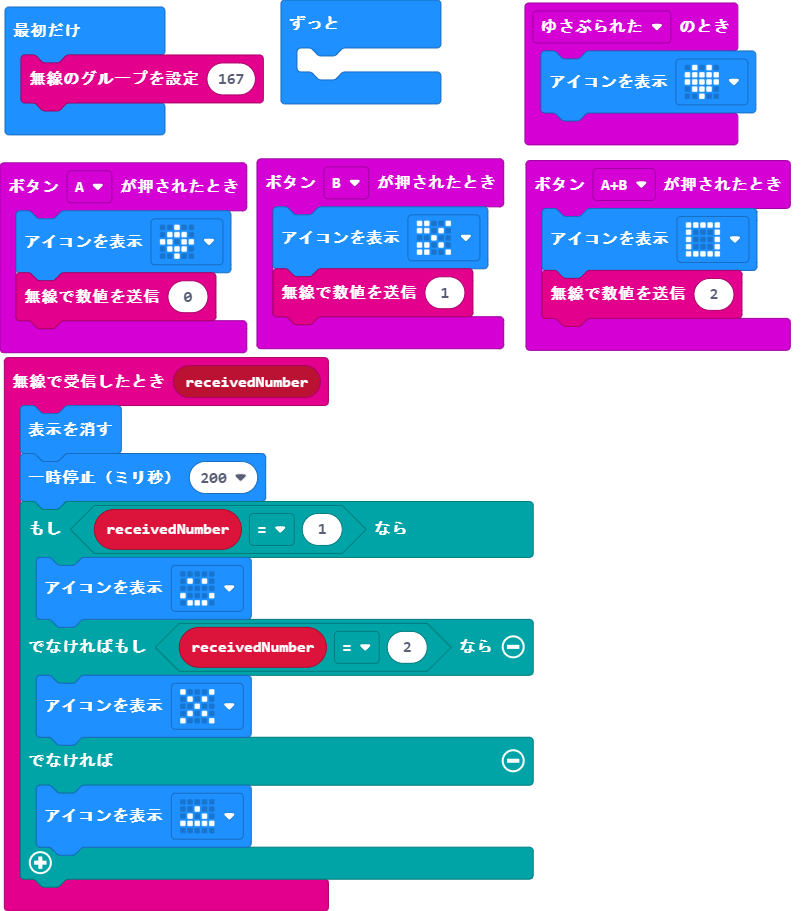 最初だけ
無線のグループを設定 167
ずっと
ゆさぶられた のとき
アイコンを表示
ボタン A が押されたとき
アイコンを表示
無線で数値を送信 0
ボタン B が押されたとき
アイコンを表示
無線で数値を送信 1
ボタン A+B が押されたとき
アイコンを表示
無線で数値を送信 2
無線で受信したとき receivedNumber
表示を消す
一時停止（ミリ秒） 200
もし receivedNumber = 1 なら
アイコンを表示
でなければもし receivedNumber = 2 なら
アイコンを表示
でなければ
アイコンを表示